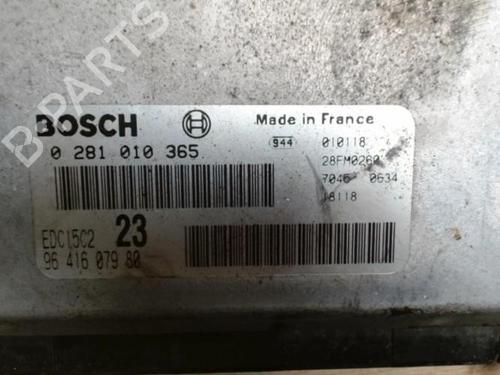 B PARTS
BOSCH
Made in France
0 281 010 365
944
010118
28FM0260
7046 0634
18118
EDC15C2 23
96 416 079 80